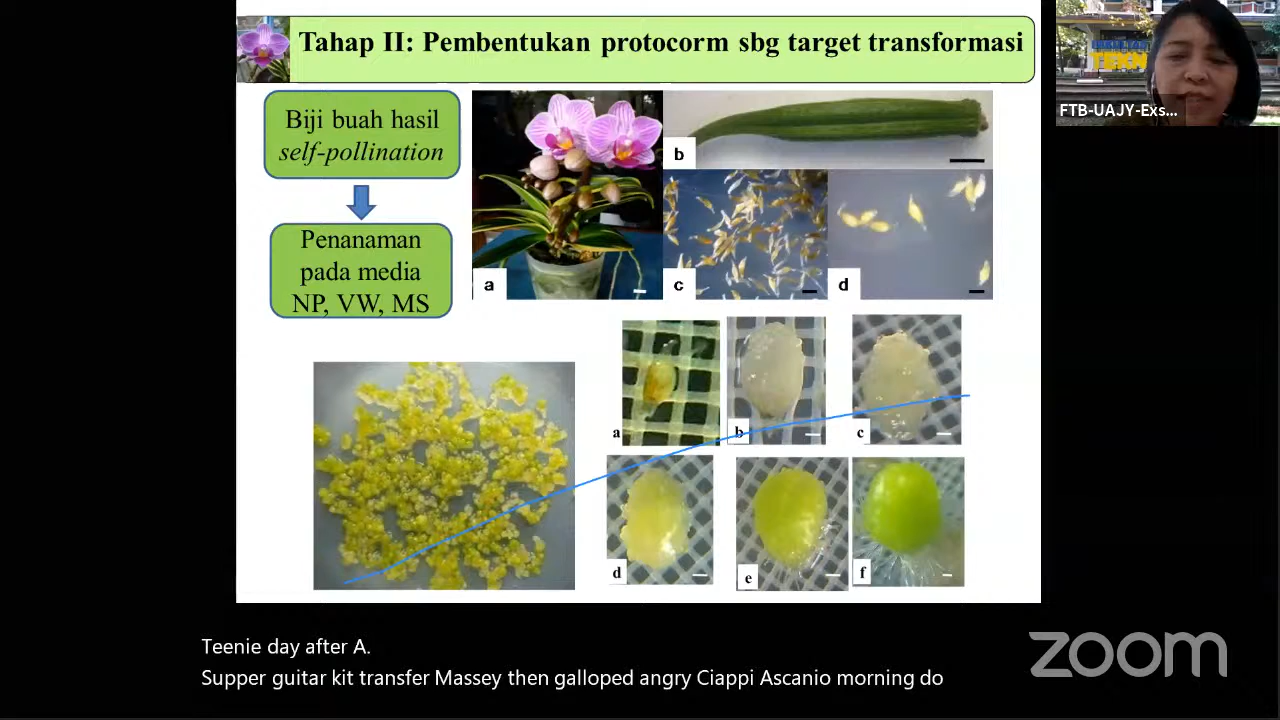 Tahap II: Pembentukan protocorm sbg target transformasi
Biji buah hasil
self-pollination
Penanaman
pada media
NP, VW, MS
a
b
c
d
a
b
c
d
e
f
FTB-UAJY-Exs...
Teenie day after A.
Supper guitar kit transfer Massey then galloped angry Ciappi Ascanio morning do
zoom